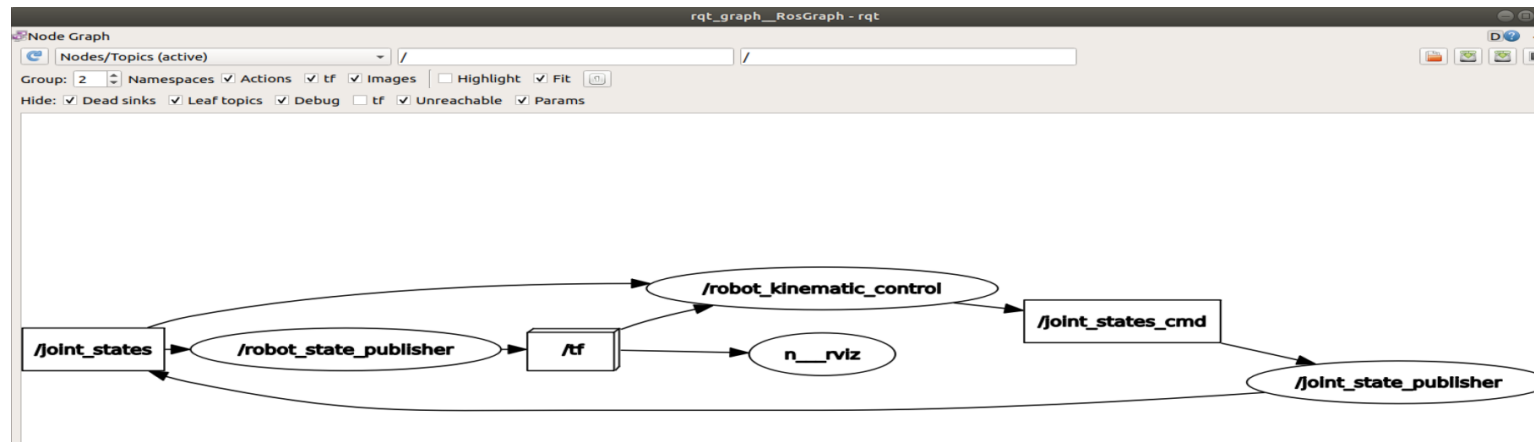 rqt_graph__RosGraph - rqt
Node Graph
D
Nodes/Topics (active) / /
Group: 2 Namespaces Actions tf Images Highlight Fit
Hide: Dead sinks Leaf topics Debug tf Unreachable Params
/robot_kinematic_control
/joint_states_cmd
/joint_states /robot_state_publisher /tf n___rviz
/joint_state_publisher